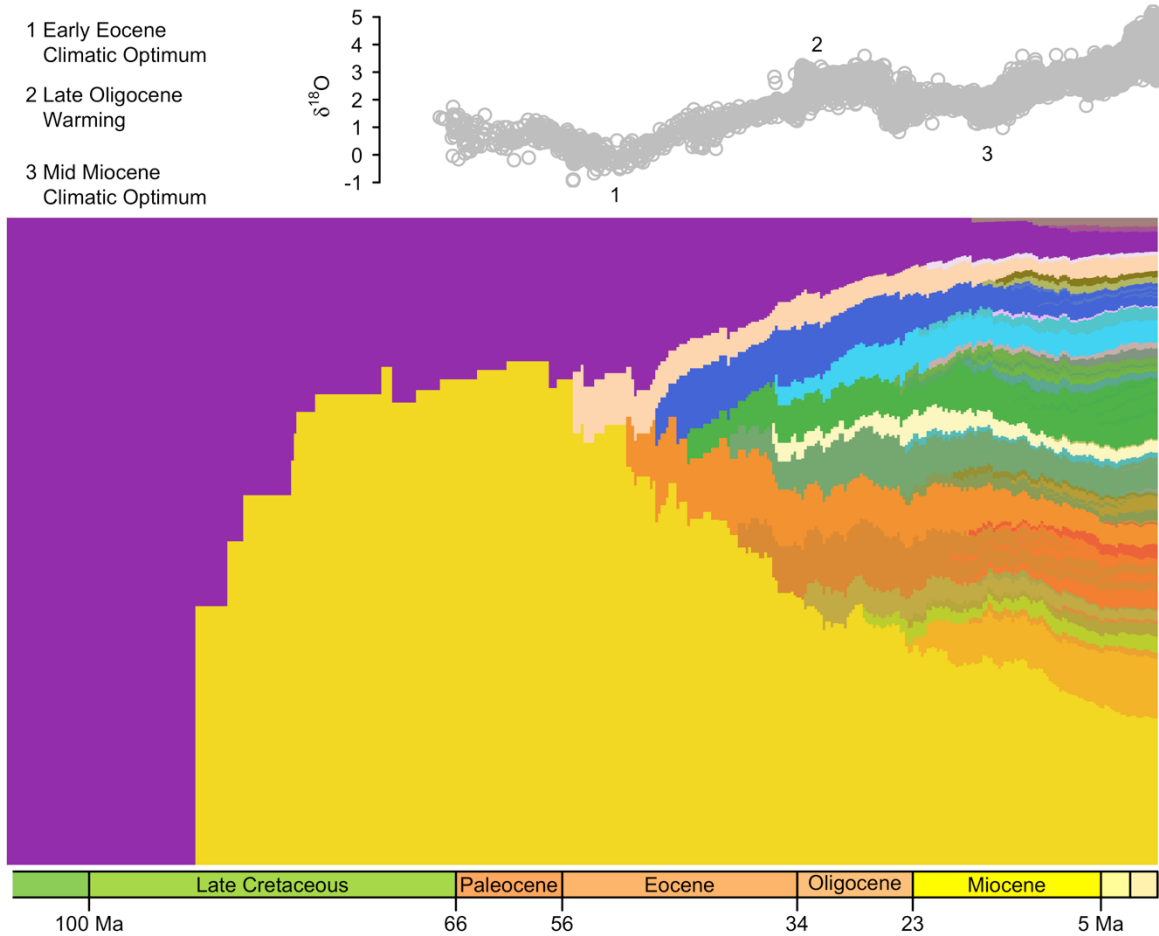 1 Early Eocene
Climatic Optimum
2 Late Oligocene
Warming
3 Mid Miocene
Climatic Optimum
δ18O
5
4
3
2
1
0
-1
1
2
3
Late Cretaceous
Paleocene
Eocene
Oligocene
Miocene
100 Ma
66
56
34
23
5 Ma